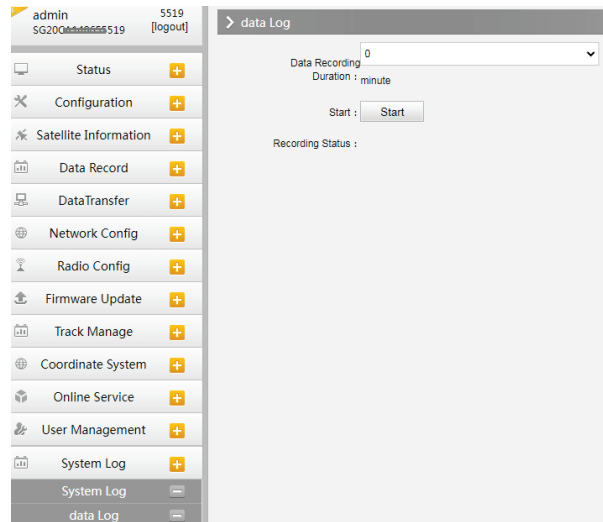 admin 5519
519 [logout]
Status
Configuration
Satellite Information
Data Record
DataTransfer
Network Config
Radio Config
Firmware Update
Track Manage
Coordinate System
Online Service
User Management
System Log
System Log
data Log
data Log
Data Recording 0
Duration : minute
Start : Start
Recording Status :